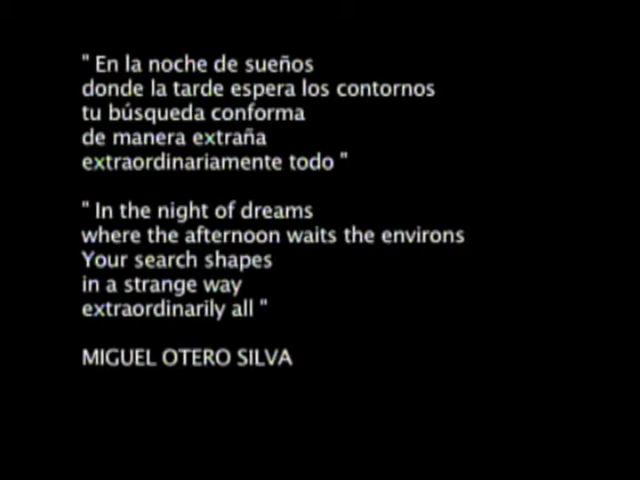 " En la noche de sueños
donde la tarde espera los contornos
tu búsqueda conforma
de manera extraña
extraordinariamente todo "
" In the night of dreams
where the afternoon waits the environs
Your search shapes
in a strange way
extraordinarily all "
MIGUEL OTERO SILVA